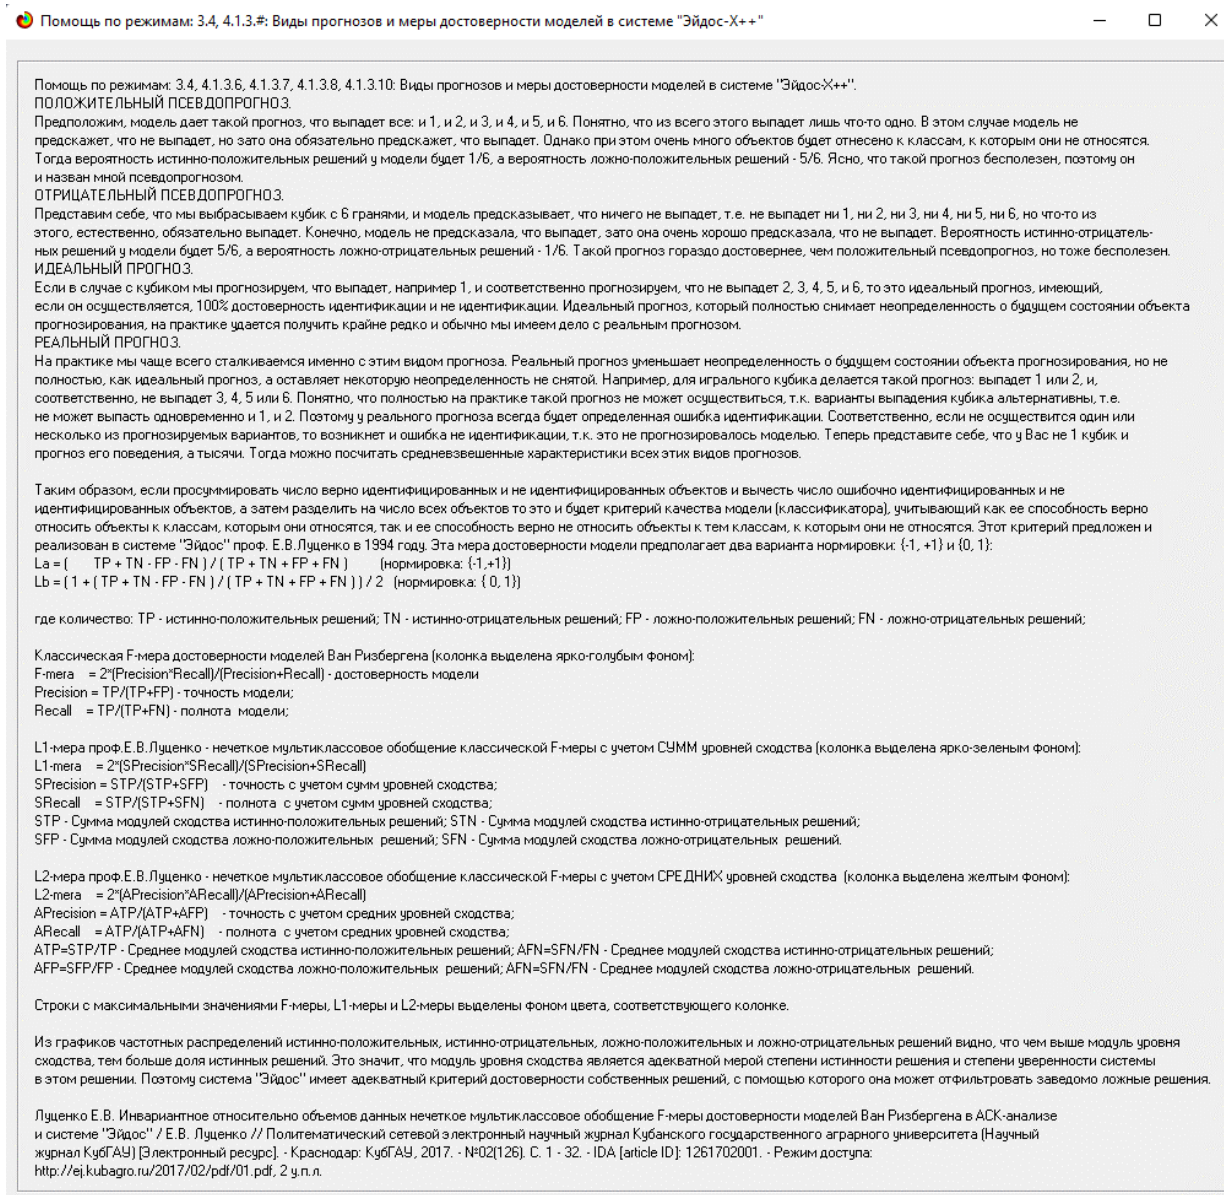 Помощь по режимам: 3.4, 4.1.3.#: Виды прогнозов и меры достоверности моделей в системе "Эйдос-X++"
Помощь по режимам: 3.4, 4.1.3.6, 4.1.3.7, 4.1.3.8, 4.1.3.10: Виды прогнозов и меры достоверности моделей в системе "Эйдос-X++".
ПОЛОЖИТЕЛЬНЫЙ ПСЕВДОПРОГНОЗ.
Предположим, модель дает такой прогноз, что выпадет все: и 1, и 2, и 3, и 4, и 5, и 6. Понятно, что из всего этого выпадет лишь что-то одно. В этом случае модель не
предскажет, что не выпадет, но зато она обязательно предскажет, что выпадет. Однако при этом очень много объектов будет отнесено к классам, к которым они не относятся.
Тогда вероятность истинно-положительных решений у модели будет 1/6, а вероятность ложно-положительных решений - 5/6. Ясно, что такой прогноз бесполезен, поэтому он
и назван мной псевдопрогнозом.
ОТРИЦАТЕЛЬНЫЙ ПСЕВДОПРОГНОЗ.
Представим себе, что мы выбрасываем кубик с 6 гранями, и модель предсказывает, что ничего не выпадет, т.е. не выпадет ни 1, ни 2, ни 3, ни 4, ни 5, ни 6, но что-то из
этого, естественно, обязательно выпадет. Конечно, модель не предсказала, что выпадет, зато она очень хорошо предсказала, что не выпадет. Вероятность истинно-отрицатель-
ных решений у модели будет 5/6, а вероятность ложно-отрицательных решений - 1/6. Такой прогноз гораздо достовернее, чем положительный псевдопрогноз, но тоже бесполезен.
ИДЕАЛЬНЫЙ ПРОГНОЗ.
Если в случае с кубиком мы прогнозируем, что выпадет, например 1, и соответственно прогнозируем, что не выпадет 2, 3, 4, 5, и 6, то это идеальный прогноз, имеющий,
если он осуществляется, 100% достоверность идентификации и не идентификации. Идеальный прогноз, который полностью снимает неопределенность о будущем состоянии объекта
прогнозирования, на практике удается получить крайне редко и обычно мы имеем дело с реальным прогнозом.
РЕАЛЬНЫЙ ПРОГНОЗ.
На практике мы чаще всего сталкиваемся именно с этим видом прогноза. Реальный прогноз уменьшает неопределенность о будущем состоянии объекта прогнозирования, но не
полностью, как идеальный прогноз, а оставляет некоторую неопределенность не снятой. Например, для игрального кубика делается такой прогноз: выпадет 1 или 2, и,
соответственно, не выпадет 3, 4, 5 или 6. Понятно, что полностью на практике такой прогноз не может осуществиться, т.к. варианты выпадения кубика альтернативны, т.е.
не может выпасть одновременно и 1, и 2. Поэтому у реального прогноза всегда будет определенная ошибка идентификации. Соответственно, если не осуществится один или
несколько из прогнозируемых вариантов, то возникнет и ошибка не идентификации, т.к. это не прогнозировалось моделью. Теперь представите себе, что у Вас не 1 кубик и
прогноз его поведения, а тысячи. Тогда можно посчитать средневзвешенные характеристики всех этих видов прогнозов.
Таким образом, если просуммировать число верно идентифицированных и не идентифицированных объектов и вычесть число ошибочно идентифицированных и не
идентифицированных объектов, а затем разделить на число всех объектов то это и будет критерий качества модели (классификатора), учитывающий как ее способность верно
относить объекты к классам, которым они относятся, так и ее способность верно не относить объекты к тем классам, к которым они не относятся. Этот критерий предложен и
реализован в системе "Эйдос" проф. Е.В.Луценко в 1994 году. Эта мера достоверности модели предполагает два варианта нормировки: {-1, +1} и {0, 1}:
La = ( TP + TN - FP - FN ) / ( TP + TN + FP + FN ) (нормировка: {-1,+1})
Lb = ( 1 + ( TP + TN - FP - FN ) / ( TP + TN + FP + FN ) ) / 2 (нормировка: { 0, 1})
где количество: TP - истинно-положительных решений; TN - истинно-отрицательных решений; FP - ложно-положительных решений; FN - ложно-отрицательных решений;
Классическая F-мера достоверности моделей Ван Ризбергена (колонка выделена ярко-голубым фоном):
F-mera = 2*(Precision*Recall)/(Precision+Recall) - достоверность модели
Precision = TP/(TP+FP) - точность модели;
Recall = TP/(TP+FN) - полнота модели;
L1-мера проф.Е.В.Луценко - нечеткое мультиклассовое обобщение классической F-меры с учетом СУММ уровней сходства (колонка выделена ярко-зеленым фоном):
L1-mera = 2*(SPrecision*SRecall)/(SPrecision+SRecall)
SPrecision = STP/(STP+SFP) - точность с учетом сумм уровней сходства;
SRecall = STP/(STP+SFN) - полнота с учетом сумм уровней сходства;
STP - Сумма модулей сходства истинно-положительных решений; STN - Сумма модулей сходства истинно-отрицательных решений;
SFP - Сумма модулей сходства ложно-положительных решений; SFN - Сумма модулей сходства ложно-отрицательных решений.
L2-мера проф.Е.В.Луценко - нечеткое мультиклассовое обобщение классической F-меры с учетом СРЕДНИХ уровней сходства (колонка выделена желтым фоном):
L2-mera = 2*(APrecision*ARecall)/(APrecision+ARecall)
APrecision = ATP/(ATP+AFP) - точность с учетом средних уровней сходства;
ARecall = ATP/(ATP+AFN) - полнота с учетом средних уровней сходства;
ATP=STP/TP - Среднее модулей сходства истинно-положительных решений; AFN=SFN/FN - Среднее модулей сходства истинно-отрицательных решений;
AFP=SFP/FP - Среднее модулей сходства ложно-положительных решений; AFN=SFN/FN - Среднее модулей сходства ложно-отрицательных решений.
Строки с максимальными значениями F-меры, L1-меры и L2-меры выделены фоном цвета, соответствующего колонке.
Из графиков частотных распределений истинно-положительных, истинно-отрицательных, ложно-положительных и ложно-отрицательных решений видно, что чем выше модуль уровня
сходства, тем больше доля истинных решений. Это значит, что модуль уровня сходства является адекватной мерой степени истинности решения и степени уверенности системы
в этом решении. Поэтому система "Эйдос" имеет адекватный критерий достоверности собственных решений, с помощью которого она может отфильтровать заведомо ложные решения.
Луценко Е.В. Инвариантное относительно объемов данных нечеткое мультиклассовое обобщение F-меры достоверности моделей Ван Ризбергена в АСК-анализе
и системе "Эйдос" / Е.В. Луценко // Политематический сетевой электронный научный журнал Кубанского государственного аграрного университета (Научный
журнал КубГАУ) [Электронный ресурс]. - Краснодар: КубГАУ, 2017. - №02(126). С. 1 - 32. - IDA [article ID]: 1261702001. - Режим доступа:
http://ej.kubagro.ru/2017/02/pdf/01.pdf, 2 у.п.л.